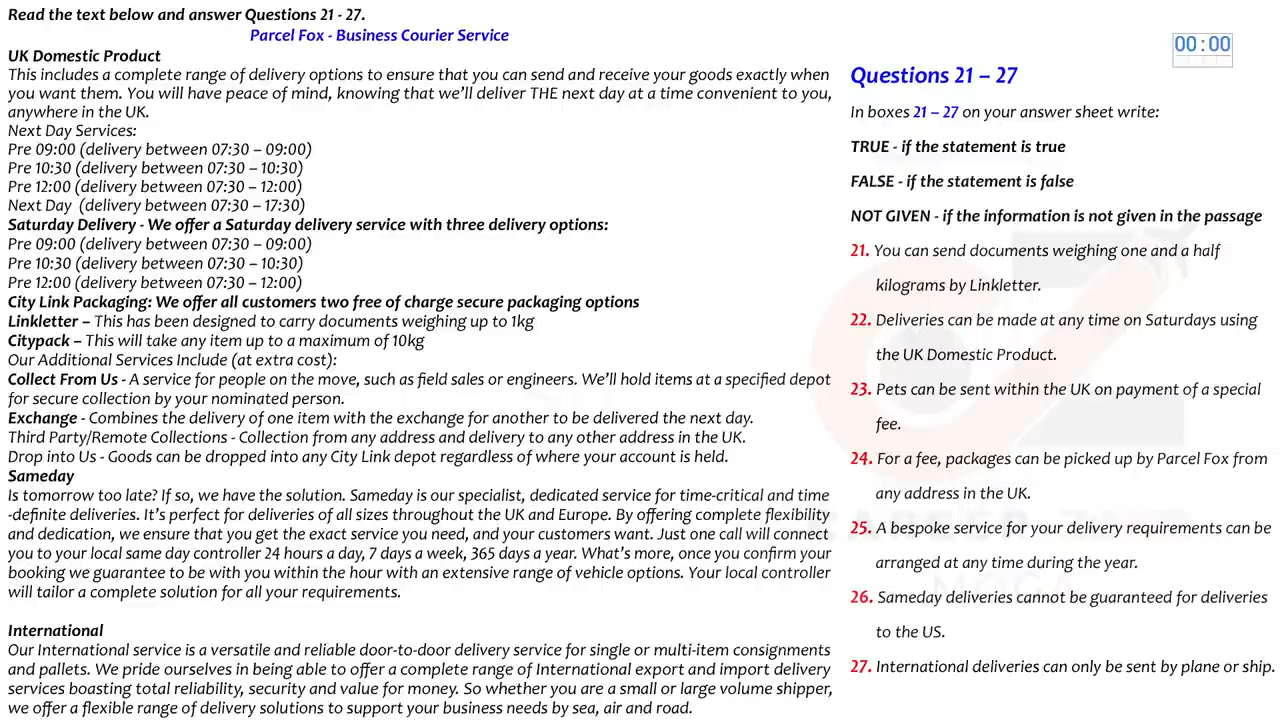 Read the text below and answer Questions 21 - 27.
Parcel Fox - Business Courier Service
UK Domestic Product
This includes a complete range of delivery options to ensure that you can send and receive your goods exactly when
you want them. You will have peace of mind, knowing that we'll deliver THE next day at a time convenient to you,
anywhere in the UK.
Next Day Services:
Pre 09:00 (delivery between 07:30 – 09:00)
Pre 10:30 (delivery between 07:30 – 10:30)
Pre 12:00 (delivery between 07:30 – 12:00)
Next Day (delivery between 07:30 – 17:30)
Saturday Delivery - We offer a Saturday delivery service with three delivery options:
Pre 09:00 (delivery between 07:30 – 09:00)
Pre 10:30 (delivery between 07:30 – 10:30)
Pre 12:00 (delivery between 07:30 – 12:00)
City Link Packaging: We offer all customers two free of charge secure packaging options
Linkletter – This has been designed to carry documents weighing up to 1kg
Citypack – This will take any item up to a maximum of 10kg
Our Additional Services Include (at extra cost):
Collect From Us - A service for people on the move, such as field sales or engineers. We'll hold items at a specified depot
for secure collection by your nominated person.
Exchange - Combines the delivery of one item with the exchange for another to be delivered the next day.
Third Party/Remote Collections - Collection from any address and delivery to any other address in the UK.
Drop into Us - Goods can be dropped into any City Link depot regardless of where your account is held.
Sameday
Is tomorrow too late? If so, we have the solution. Sameday is our specialist, dedicated service for time-critical and time
-definite deliveries. It's perfect for deliveries of all sizes throughout the UK and Europe. By offering complete flexibility
and dedication, we ensure that you get the exact service you need, and your customers want. Just one call will connect
you to your local same day controller 24 hours a day, 7 days a week, 365 days a year. What's more, once you confirm your
booking we guarantee to be with you within the hour with an extensive range of vehicle options. Your local controller
will tailor a complete solution for all your requirements.
International
Our International service is a versatile and reliable door-to-door delivery service for single or multi-item consignments
and pallets. We pride ourselves in being able to offer a complete range of International export and import delivery
services boasting total reliability, security and value for money. So whether you are a small or large volume shipper,
we offer a flexible range of delivery solutions to support your business needs by sea, air and road.
00:00
Questions 21 – 27
In boxes 21 – 27 on your answer sheet write:
TRUE - if the statement is true
FALSE - if the statement is false
NOT GIVEN - if the information is not given in the passage
21. You can send documents weighing one and a half
kilograms by Linkletter.
22. Deliveries can be made at any time on Saturdays using
the UK Domestic Product.
23. Pets can be sent within the UK on payment of a special
fee.
24. For a fee, packages can be picked up by Parcel Fox from
any address in the UK.
25. A bespoke service for your delivery requirements can be
arranged at any time during the year.
26. Sameday deliveries cannot be guaranteed for deliveries
to the US.
27. International deliveries can only be sent by plane or ship.